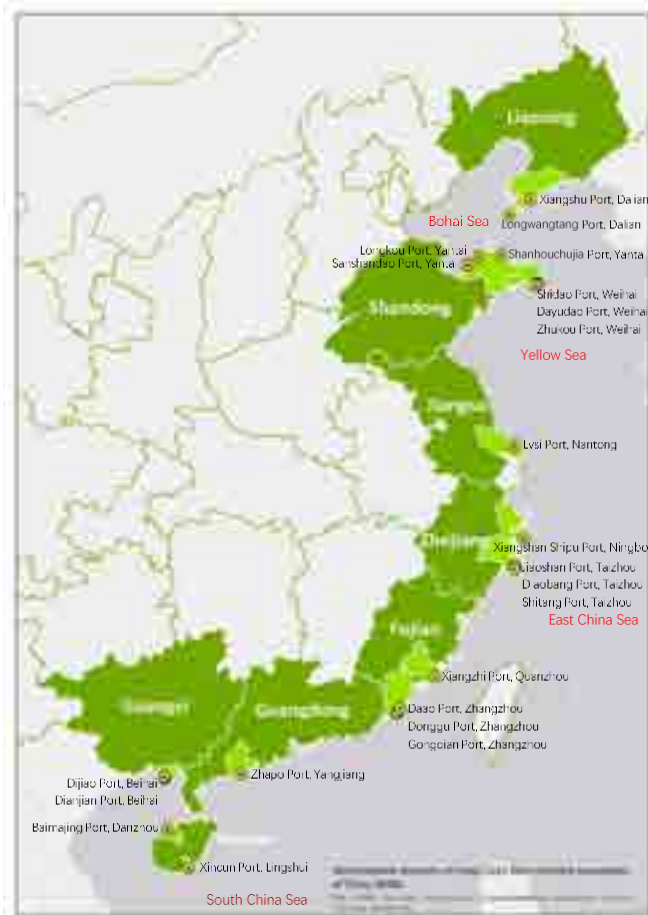 Liaoning
Xiangshu Port, Dalian
Longwangtang Port, Dalian
Bohai Sea
Longkou Port, Yantai
Shanhouchujia Port, Yanta
Sanshandao Port, Yanta
Shidao Port, Weihai
Shandong
Dayudao Port, Weihai
Zhukou Port, Weihai
Yellow Sea
Jiangsu
Lvsi Port, Nantong
Zhejiang
Xiangshan Shipu Port, Ningbo
Jiaoshan Port, Taizhou
Diaobang Port, Taizhou
Shitang Port, Taizhou
East China Sea
Fujian
Xiangzhi Port, Quanzhou
Guangxi
Guangdong
Daao Port, Zhangzhou
Donggu Port, Zhangzhou
Gongqian Port, Zhangzhou
Zhapo Port, Yangjiang
Dijiao Port, Beihai
Dianjian Port, Beihai
Baimajing Port, Danzhou
Xincun Port, Lingshui
South China Sea